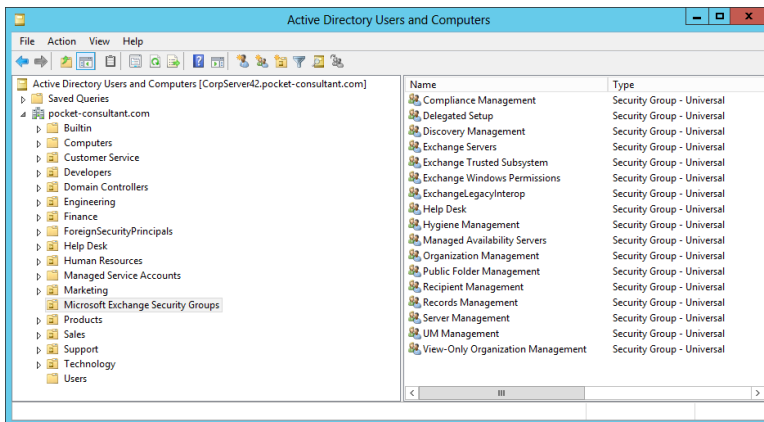 Active Directory Users and Computers
File Action View Help
Active Directory Users and Computers [CorpServer42.pocket-consultant.com]
Saved Queries
pocket-consultant.com
Builtin
Computers
Customer Service
Developers
Domain Controllers
Engineering
Finance
ForeignSecurityPrincipals
Help Desk
Human Resources
Managed Service Accounts
Marketing
Microsoft Exchange Security Groups
Products
Sales
Support
Technology
Users
Name Type
Compliance Management Security Group - Universal
Delegated Setup Security Group - Universal
Discovery Management Security Group - Universal
Exchange Servers Security Group - Universal
Exchange Trusted Subsystem Security Group - Universal
Exchange Windows Permissions Security Group - Universal
ExchangeLegacyInterop Security Group - Universal
Help Desk Security Group - Universal
Hygiene Management Security Group - Universal
Managed Availability Servers Security Group - Universal
Organization Management Security Group - Universal
Public Folder Management Security Group - Universal
Recipient Management Security Group - Universal
Records Management Security Group - Universal
Server Management Security Group - Universal
UM Management Security Group - Universal
View-Only Organization Management Security Group - Universal